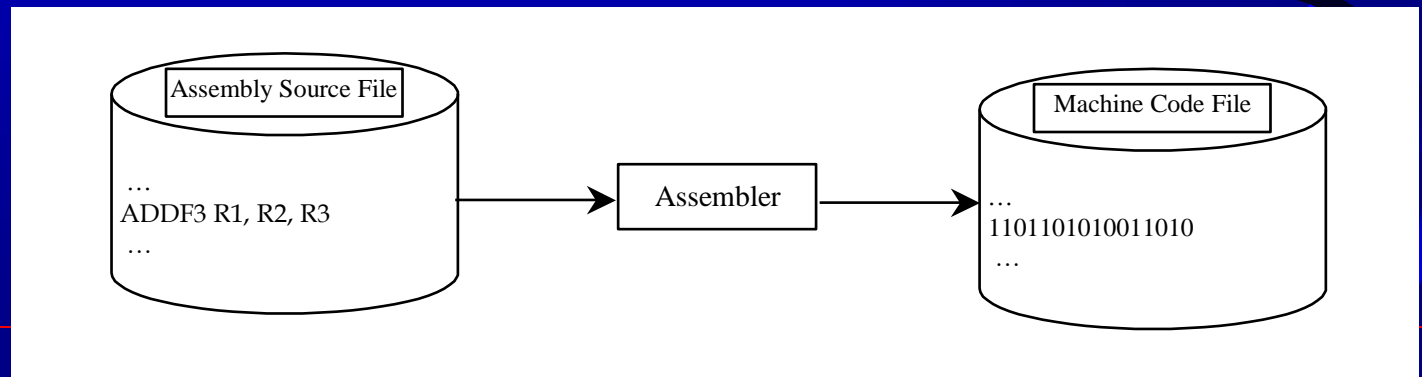 Assembly Source File
…
ADDF3 R1, R2, R3
…
Assembler
Machine Code File
…
1101101010011010
…